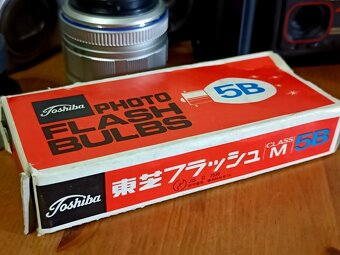 Toshiba
PHOTO
FLASH
BULBS
5B
Toshiba
東芝フラッシュ
CLASS
M
5B